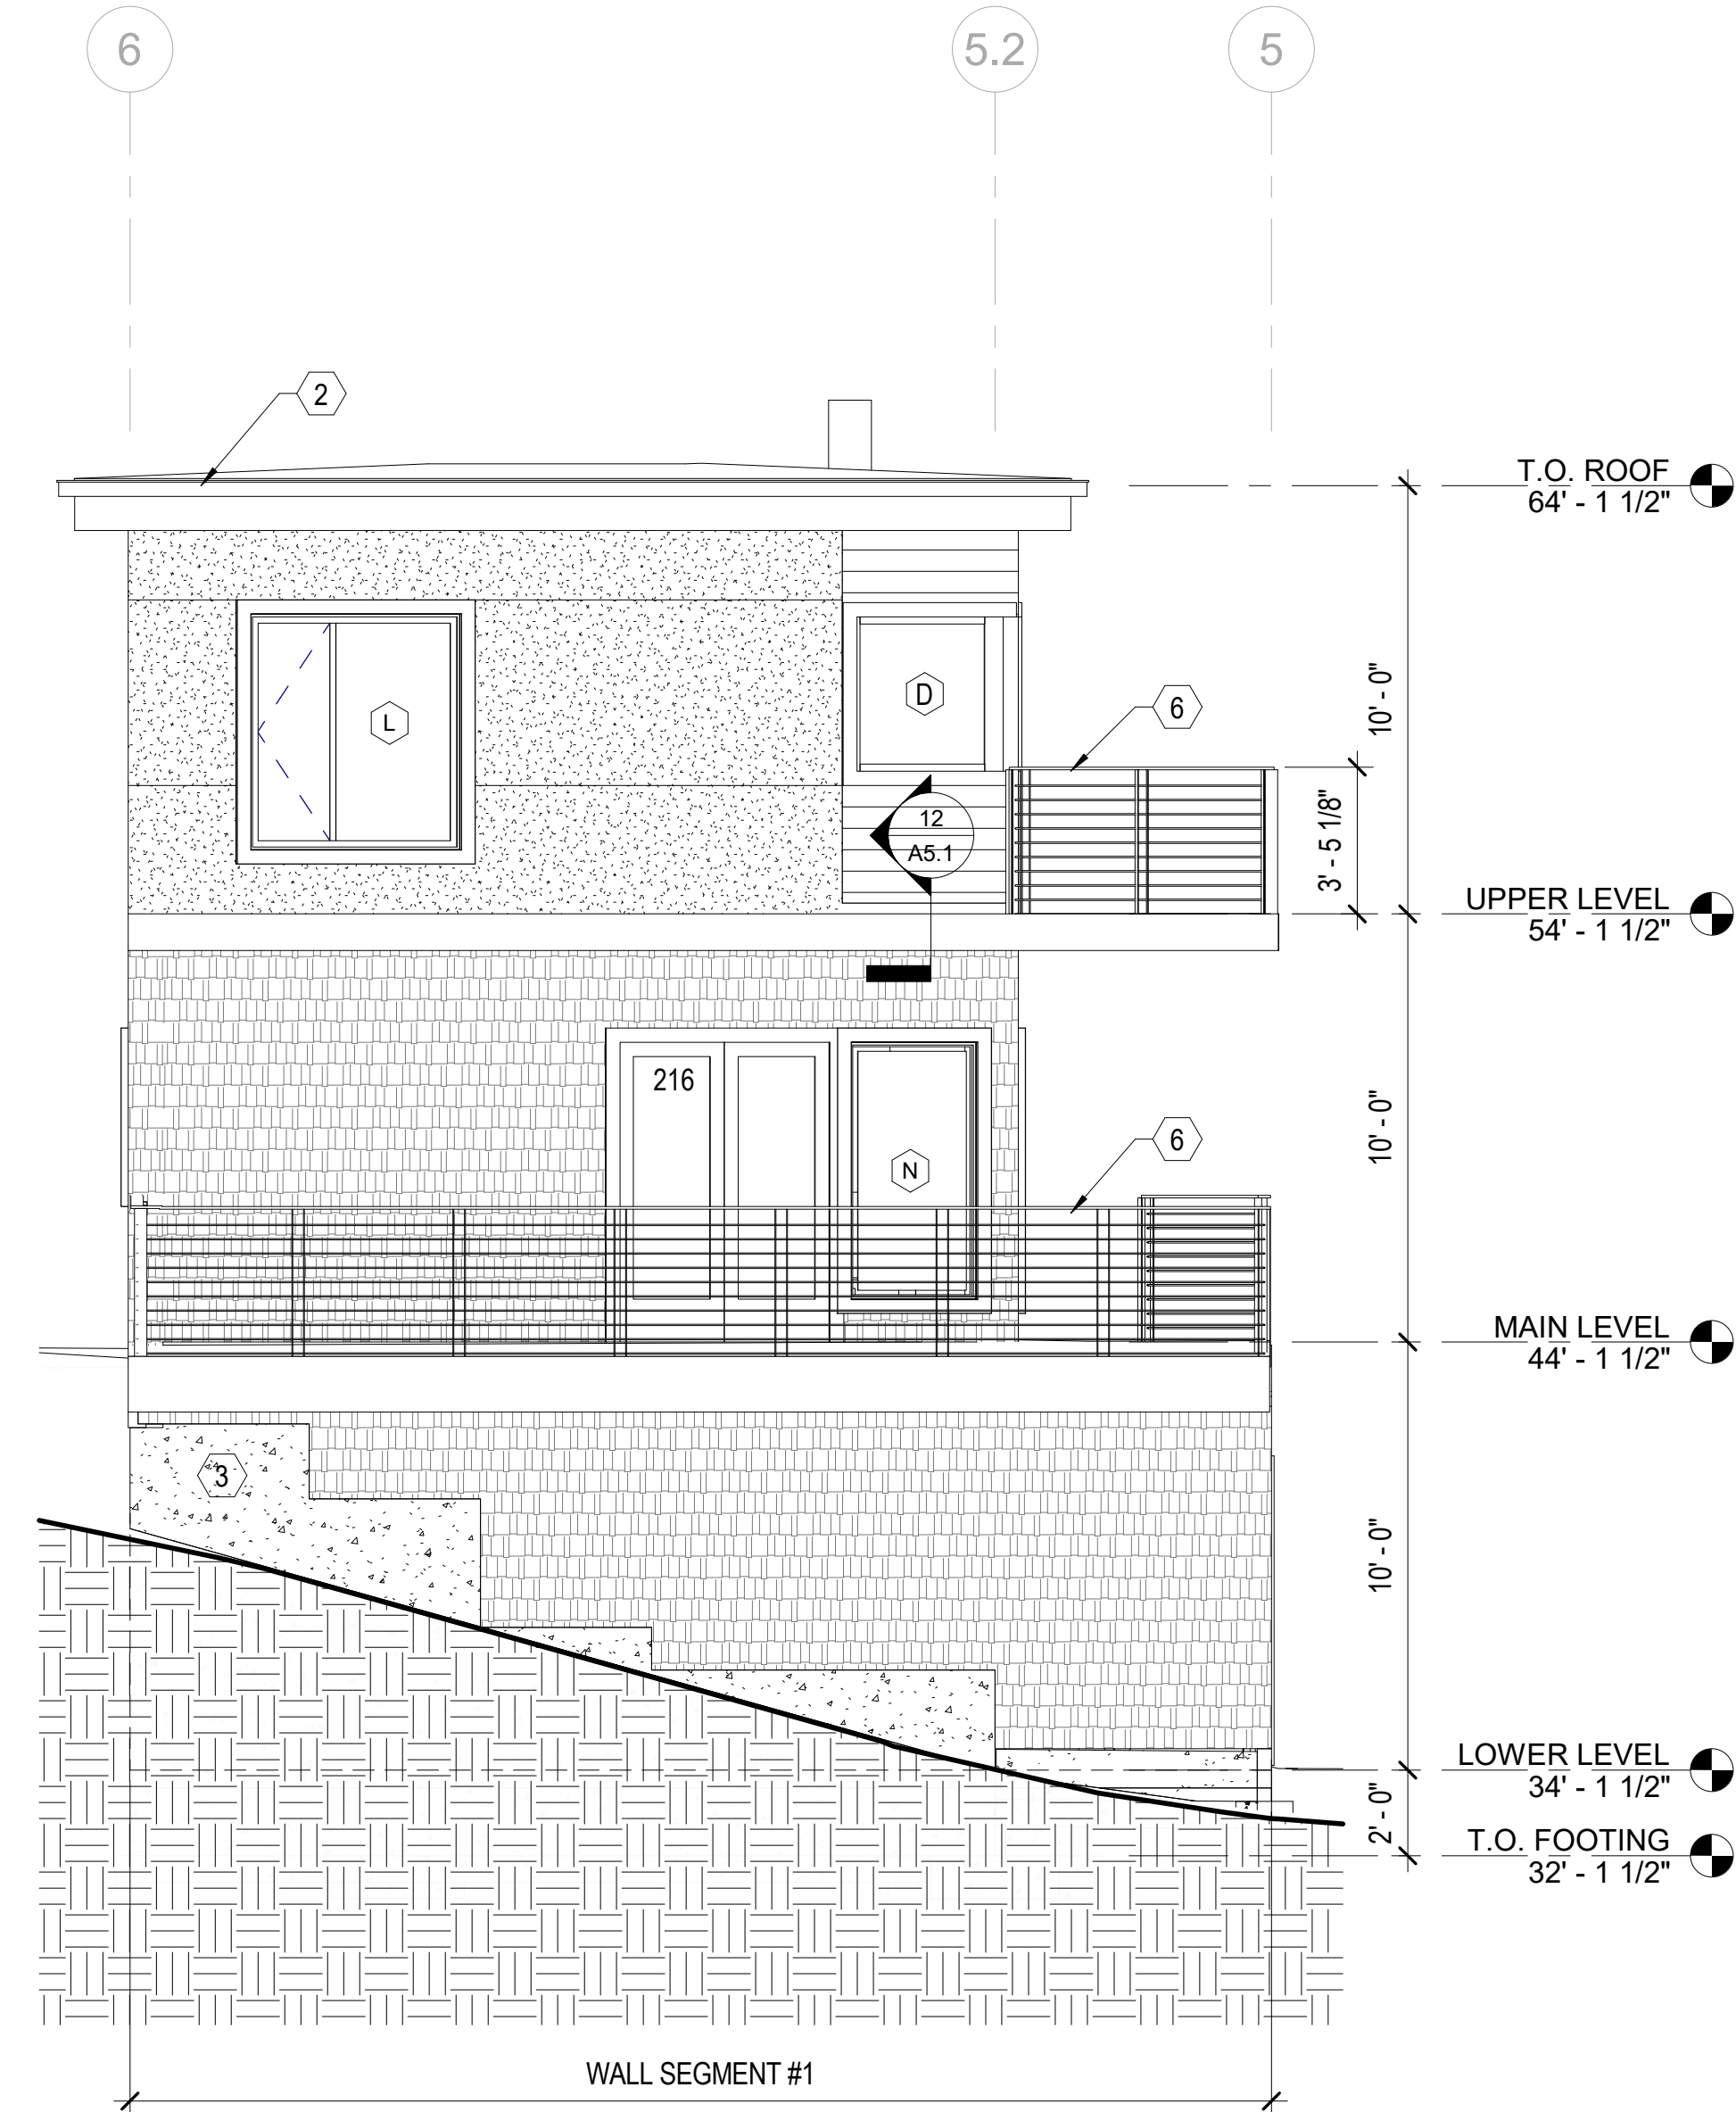 6
5.2
5
2
T.O. ROOF
64' - 1 1/2"
10' - 0"
L
D
6
12
A5.1
3' - 5 1/8"
UPPER LEVEL
54' - 1 1/2"
216
N
6
10' - 0"
MAIN LEVEL
44' - 1 1/2"
3
10' - 0"
LOWER LEVEL
34' - 1 1/2"
2' - 0"
T.O. FOOTING
32' - 1 1/2"
WALL SEGMENT #1